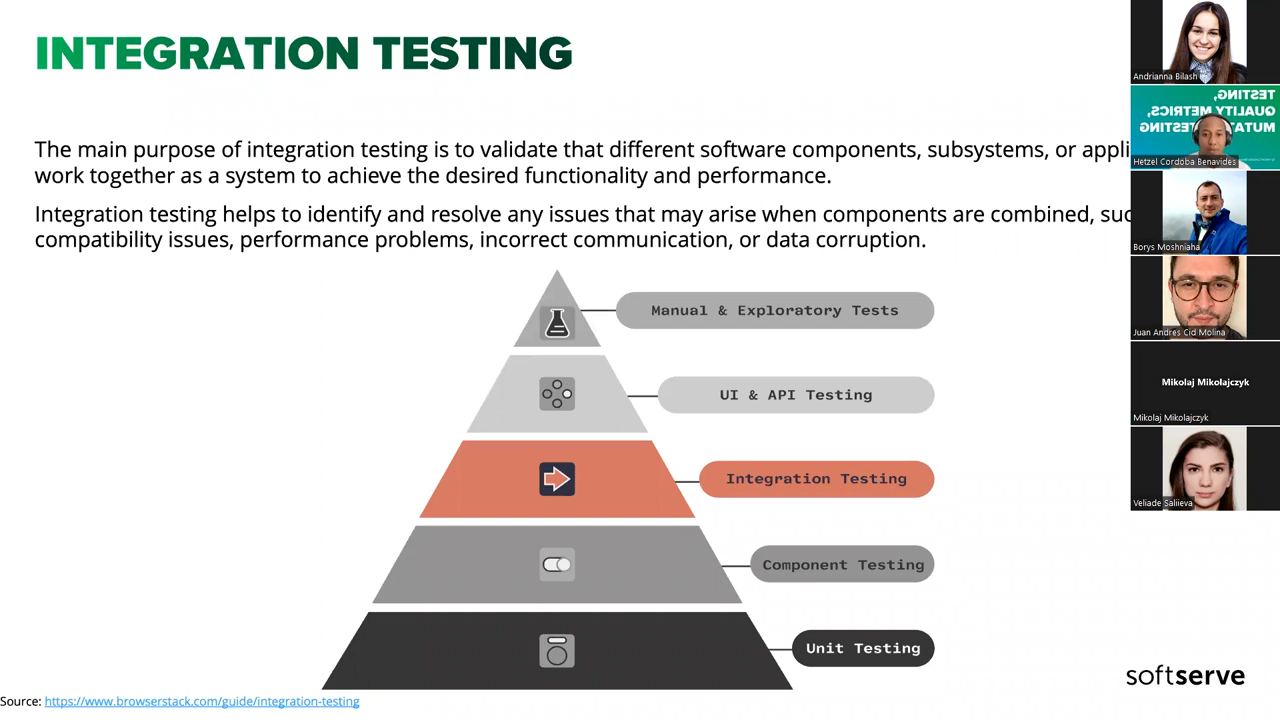 INTEGRATION TESTING
The main purpose of integration testing is to validate that different software components, subsystems, or appli
work together as a system to achieve the desired functionality and performance.
Integration testing helps to identify and resolve any issues that may arise when components are combined, suc
compatibility issues, performance problems, incorrect communication, or data corruption.
Manual & Exploratory Tests
UI & API Testing
Integration Testing
Component Testing
Unit Testing
Source: https://www.browserstack.com/guide/integration-testing
softserve
Andrianna Bilash
TESTING,
QUALITY METRICS,
Hetzel Cordoba Benavides
Borys Moshniaha
Juan Andres Cid Molina
Mikolaj Mikolajczyk
Mikolaj Mikolajczyk
Veliade Saliieva